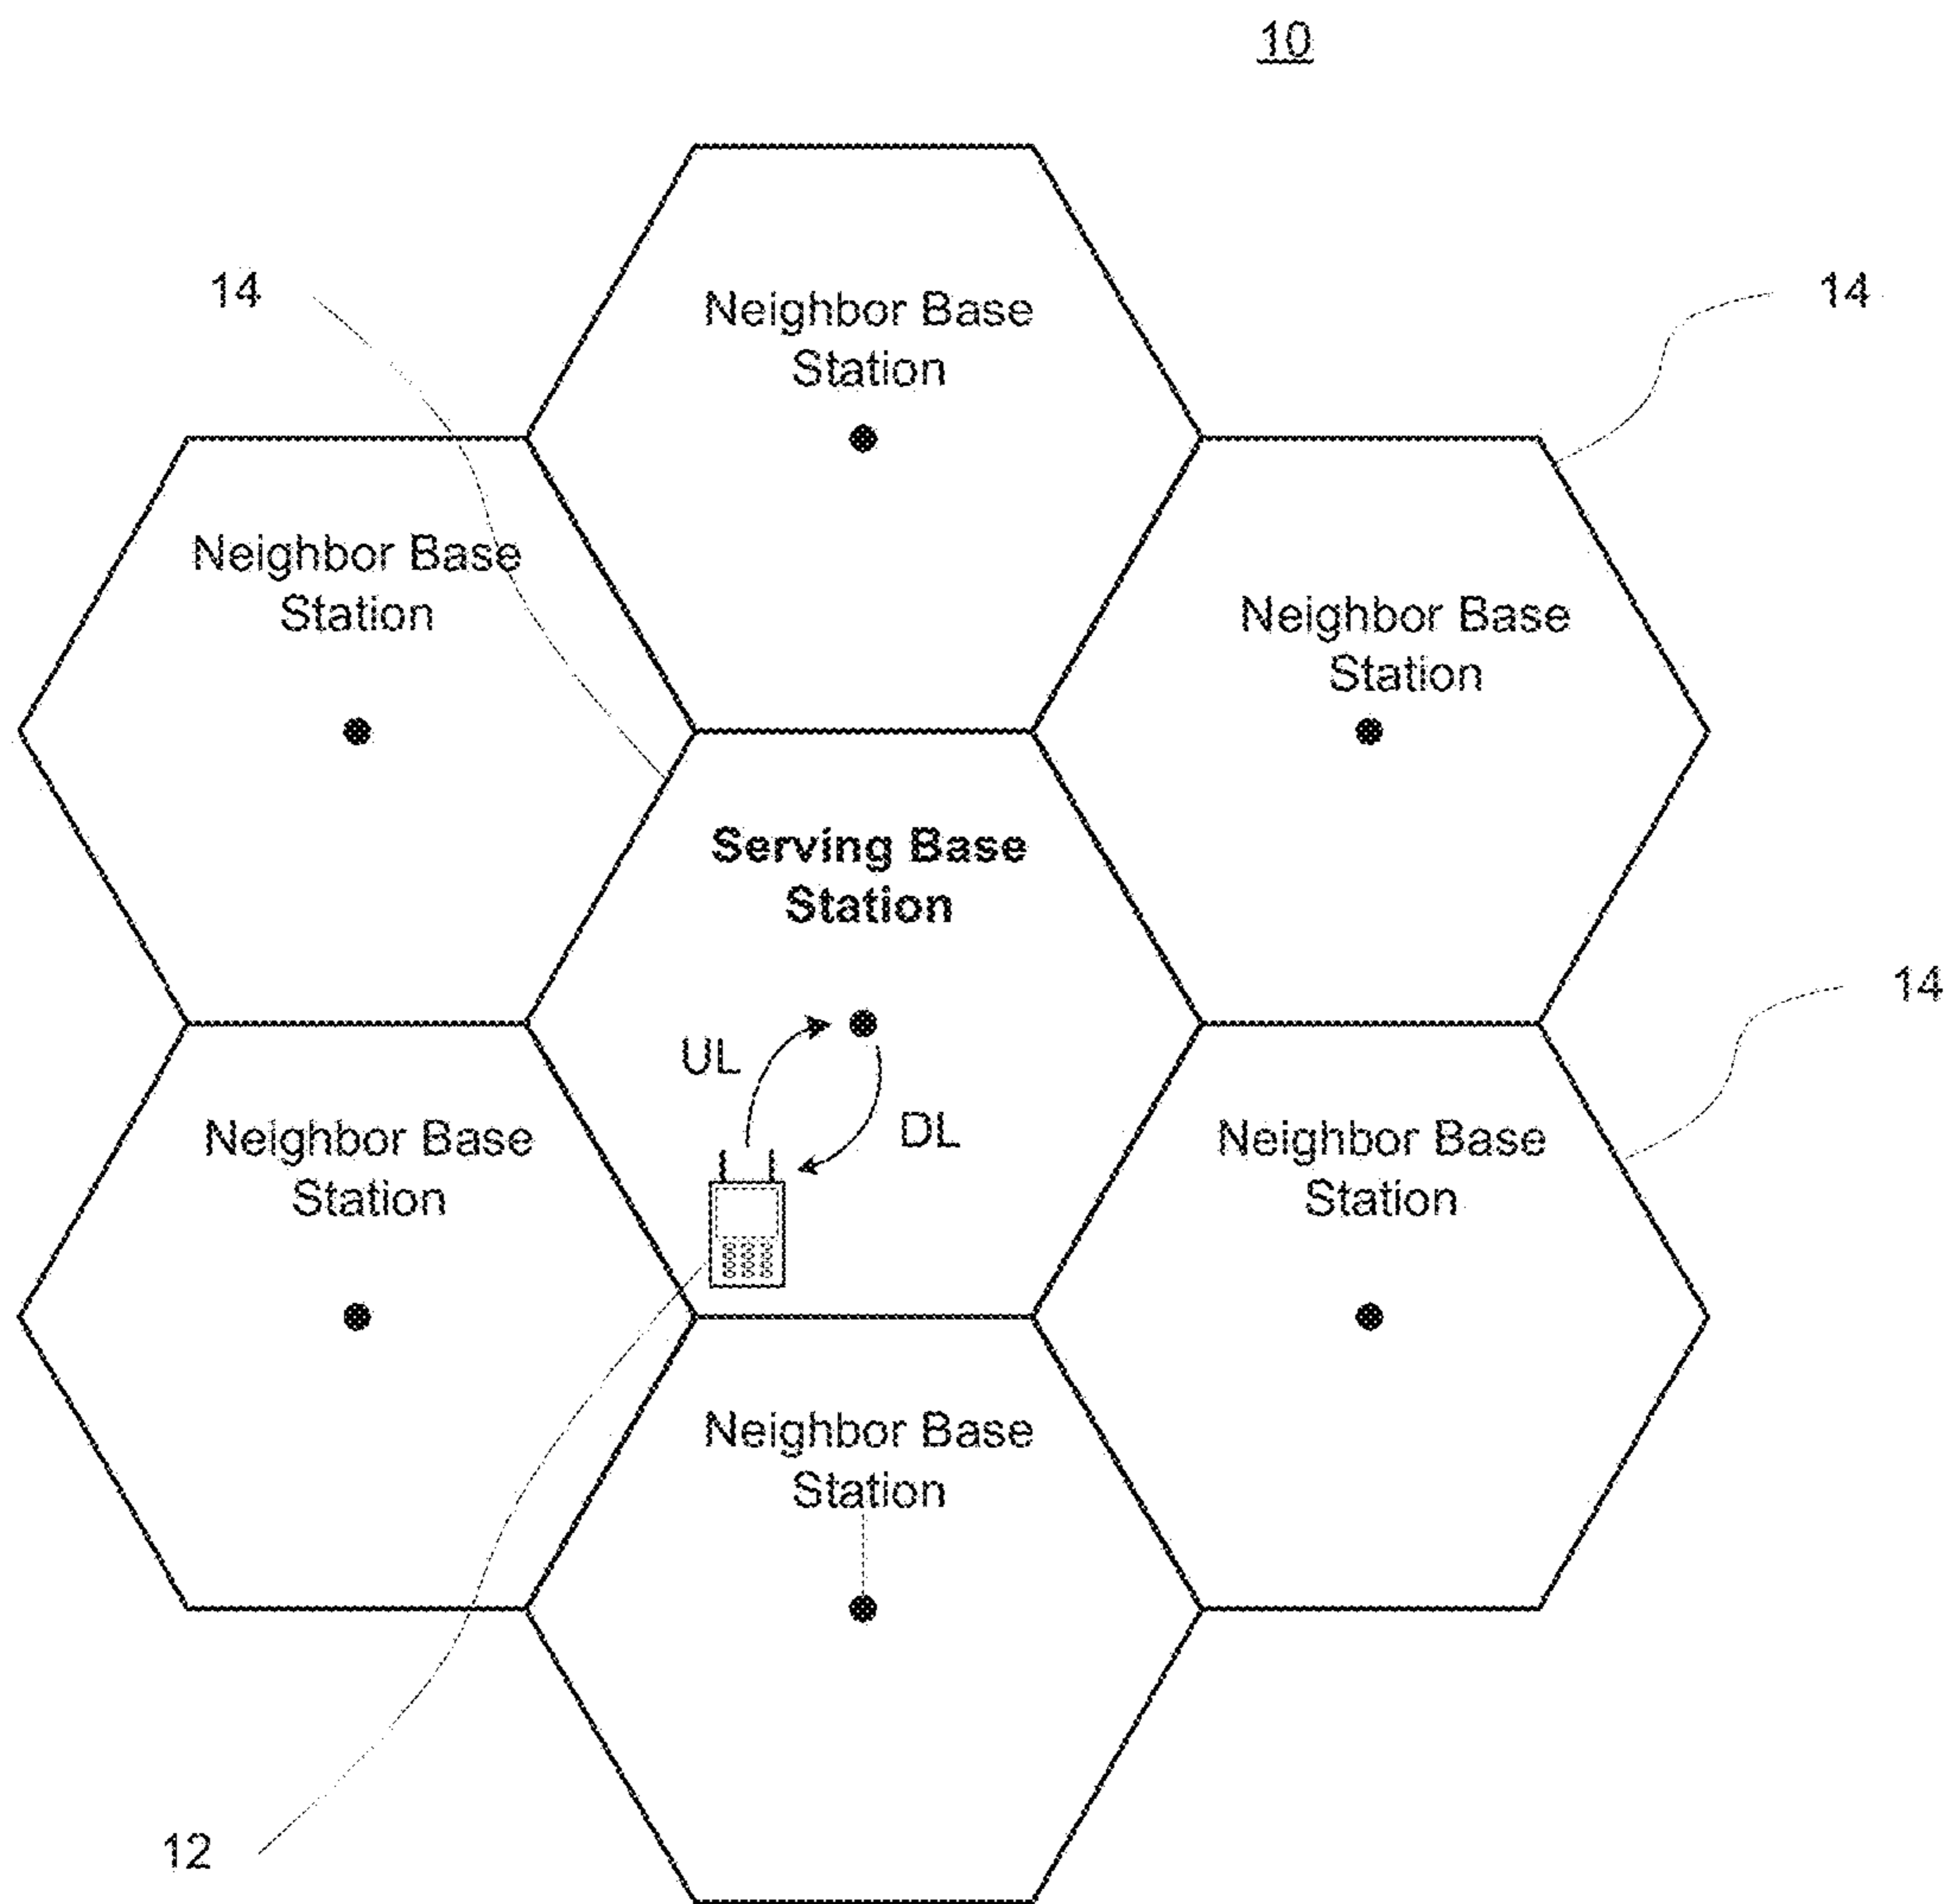 10
14
14
Neighbor Base
Station
Neighbor Base
Station
Neighbor Base
Station
Serving Base
Station
14
UL
DL
Neighbor Base
Station
Neighbor Base
Station
Neighbor Base
Station
12